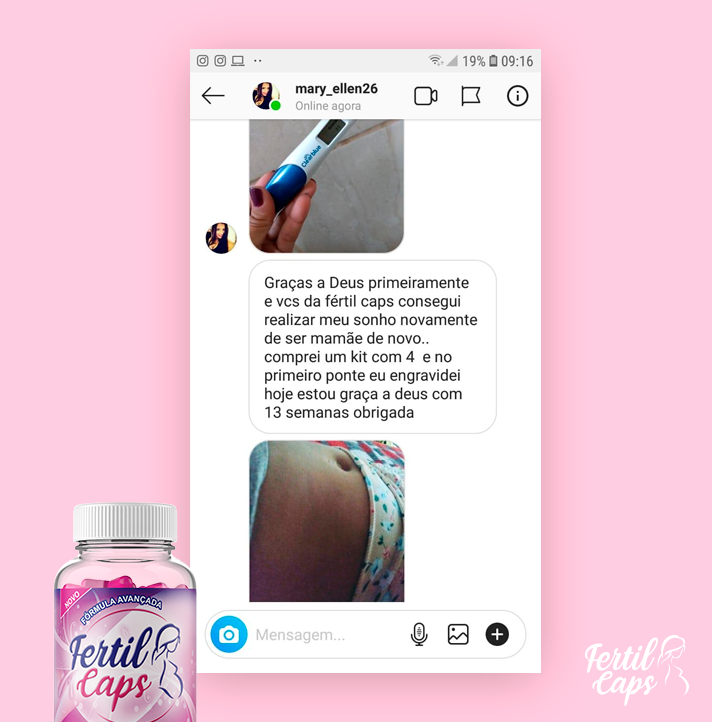 19% 09:16
mary_ellen26
Online agora
Clearblue
Graças a Deus primeiramente
e vcs da fértil caps consegui
realizar meu sonho novamente
de ser mamãe de novo..
comprei um kit com 4  e no
primeiro ponte eu engravidei
hoje estou graça a deus com
13 semanas obrigada
Mensagem...
NOVO
FÓRMULA AVANÇADA
Fertil
Caps
Fertil
Caps